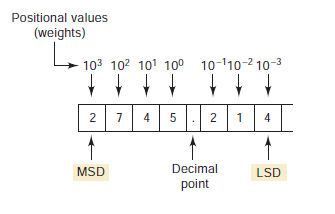 Positional values
(weights)
10³ 10² 10¹ 10⁰ 10⁻¹ 10⁻² 10⁻³
2 7 4 5 . 2 1 4
MSD
Decimal
point
LSD